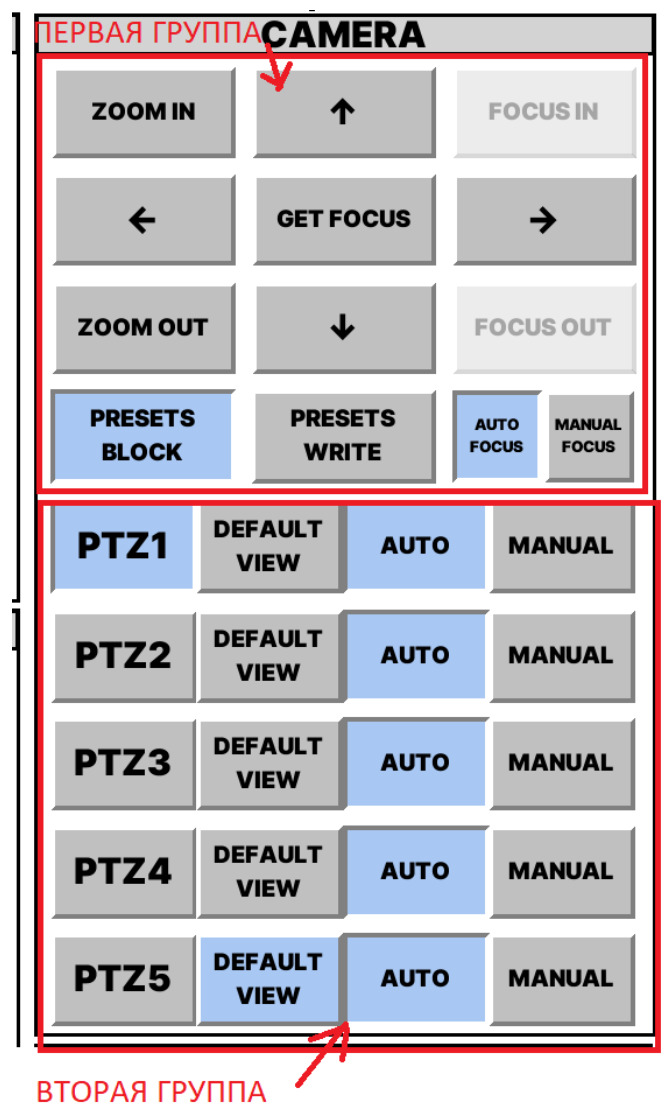 ПЕРВАЯ ГРУППА CAMERA
ZOOM IN ↑ FOCUS IN
← GET FOCUS →
ZOOM OUT ↓ FOCUS OUT
PRESETS
BLOCK
PRESETS
WRITE
AUTO
FOCUS
MANUAL
FOCUS
PTZ1
DEFAULT
VIEW
AUTO
MANUAL
PTZ2
DEFAULT
VIEW
AUTO
MANUAL
PTZ3
DEFAULT
VIEW
AUTO
MANUAL
PTZ4
DEFAULT
VIEW
AUTO
MANUAL
PTZ5
DEFAULT
VIEW
AUTO
MANUAL
ВТОРАЯ ГРУППА